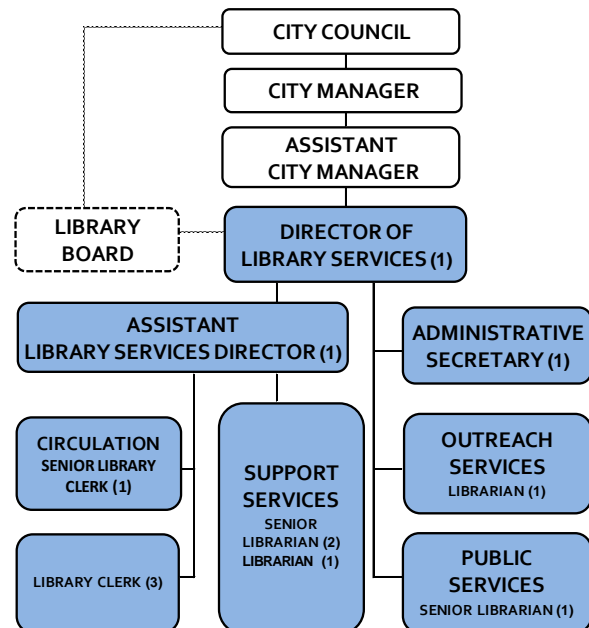 CITY COUNCIL
CITY MANAGER
ASSISTANT
CITY MANAGER
LIBRARY
BOARD
DIRECTOR OF
LIBRARY SERVICES (1)
ASSISTANT
LIBRARY SERVICES DIRECTOR (1)
ADMINISTRATIVE
SECRETARY (1)
CIRCULATION
SENIOR LIBRARY
CLERK (1)
SUPPORT
SERVICES
SENIOR
LIBRARIAN (2)
LIBRARIAN (1)
OUTREACH
SERVICES
LIBRARIAN (1)
LIBRARY CLERK (3)
PUBLIC
SERVICES
SENIOR LIBRARIAN (1)